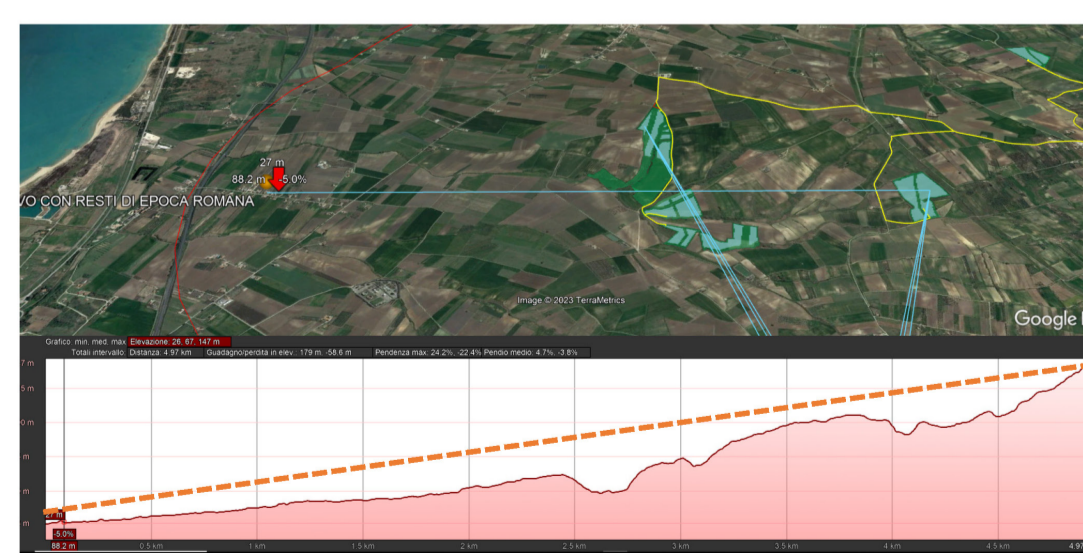 27 m
88.2 m -5.0%
VO CON RESTI DI EPOCA ROMANA
Image © 2023 TerraMetrics
Google
Grafico: min, med, max Elevazione: 26, 67, 147 m
Totali intervallo: Distanza: 4.97 km Guadagno/perdita in elev.: 179 m, -58.6 m Pendenza max: 24.2%, -22.4% Pendio medio: 4.7%, -3.8%
7 m
5 m
0 m
m
m
m
27 m
-5.0%
88.2 m 0.5 km 1 km 1.5 km 2 km 2.5 km 3 km 3.5 km 4 km 4.5 km 4.97